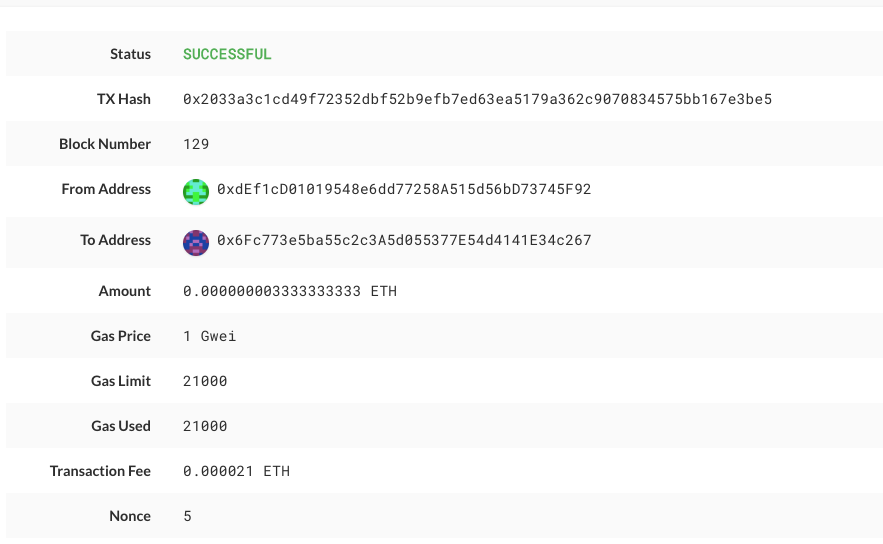 Status SUCCESSFUL
TX Hash 0x2033a3c1cd49f72352dbf52b9efb7ed63ea5179a362c9070834575bb167e3be5
Block Number 129
From Address 0xdEf1cD01019548e6dd77258A515d56bD73745F92
To Address 0x6Fc773e5ba55c2c3A5d055377E54d4141E34c267
Amount 0.000000003333333333 ETH
Gas Price 1 Gwei
Gas Limit 21000
Gas Used 21000
Transaction Fee 0.000021 ETH
Nonce 5